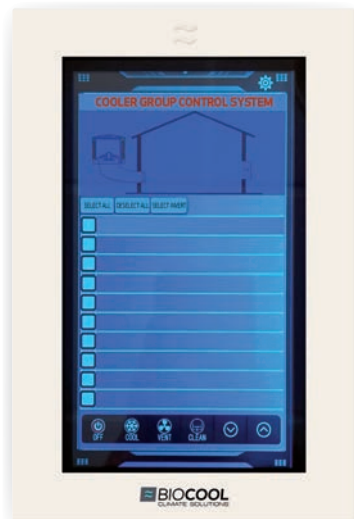 COOLER GROUP CONTROL SYSTEM
SELECT-ALL DESELECT-ALL SELECT-INVERT
OFF COOL VENT CLEAN
BIOCOOL
CLIMATE SOLUTIONS